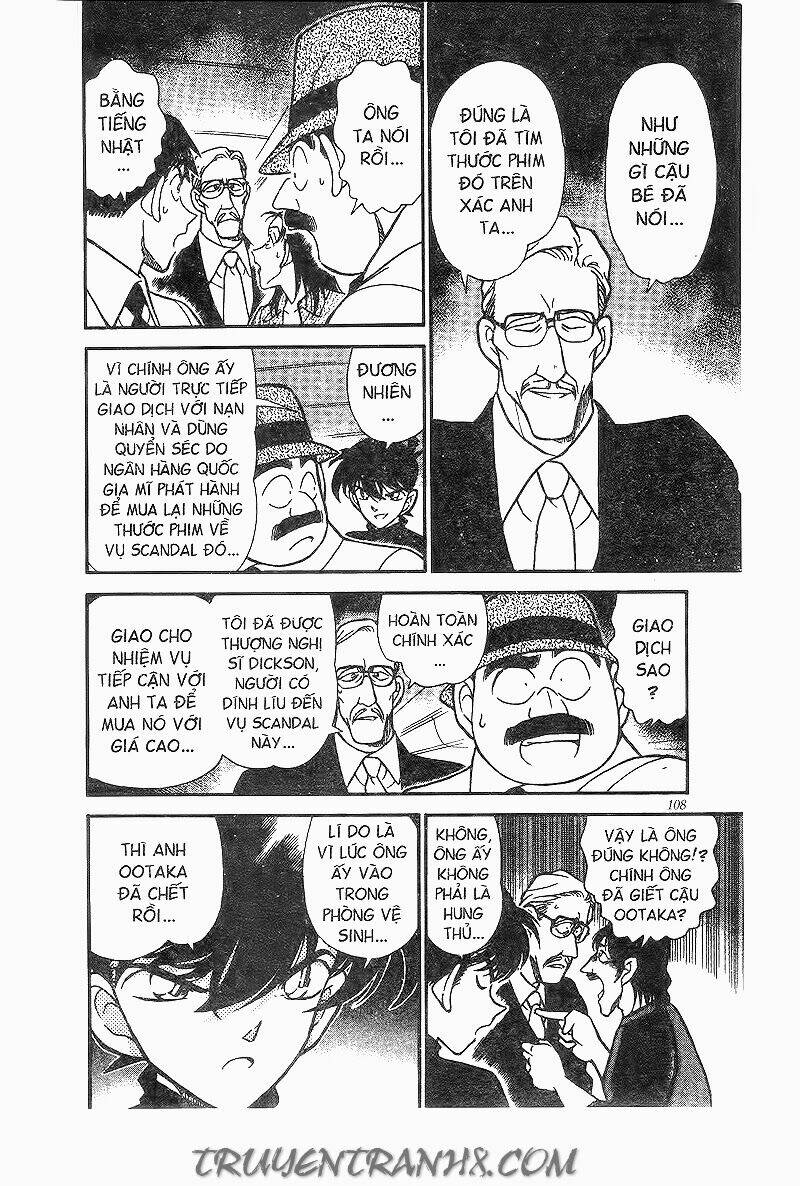 NHƯ
NHỮNG
GÌ CẬU
BÉ ĐÃ
NÓI...
ĐÚNG LÀ
TÔI ĐÃ TÌM
THƯỚC PHIM
ĐÓ TRÊN
XÁC ANH
TA...
ÔNG
TA NÓI
RỒI...
BẰNG
TIẾNG
NHẬT
...
ĐƯƠNG
NHIÊN
...
VÌ CHÍNH ÔNG ẤY
LÀ NGƯỜI TRỰC TIẾP
GIAO DỊCH VỚI NẠN
NHÂN VÀ DÙNG
QUYỂN SÉC DO
NGÂN HÀNG QUỐC
GIA MĨ PHÁT HÀNH
ĐỂ MUA LẠI NHỮNG
THƯỚC PHIM VỀ
VỤ SCANDAL ĐÓ...
GIAO
DỊCH
SAO
?
HOÀN TOÀN
CHÍNH XÁC
...
TÔI ĐÃ ĐƯỢC
THƯỢNG NGHỊ
SĨ DICKSON,
NGƯỜI CÓ
DÍNH LÍU ĐẾN
VỤ SCANDAL
NÀY...
GIAO CHO
NHIỆM VỤ
TIẾP CẬN VỚI
ANH TA ĐỂ
MUA NÓ VỚI
GIÁ CAO...
108
VẬY LÀ ÔNG
ĐÚNG KHÔNG!?
CHÍNH ÔNG
ĐÃ GIẾT CẬU
OOTAKA?
KHÔNG,
ÔNG ẤY
KHÔNG
PHẢI LÀ
HUNG
THỦ...
LÍ DO LÀ
VÌ LÚC ÔNG
ẤY VÀO
TRONG
PHÒNG VỆ
SINH...
THÌ ANH
OOTAKA
ĐÃ CHẾT
RỒI...
TRUYENTRANH8.COM